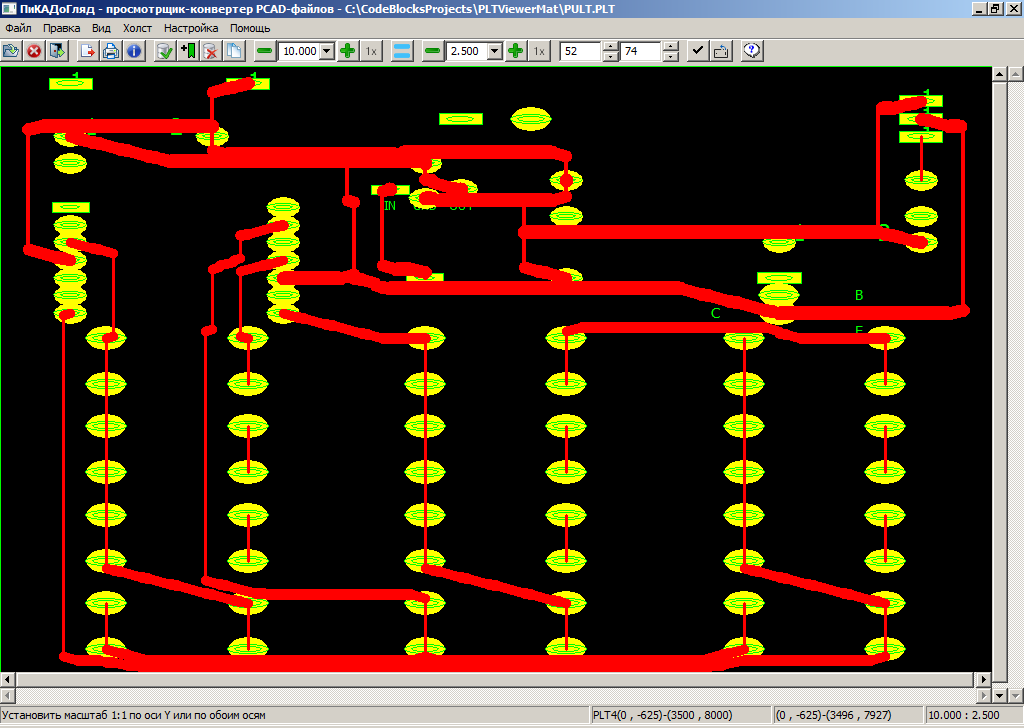 ПиКАДоГляд - просмотрщик-конвертер PCAD-файлов - C:\CodeBlocksProjects\PLTViewerMat\PULT.PLT
Файл Правка Вид Холст Настройка Помощь
10.000 1x 2.500 1x 52 74
1 1
1
IN OUT
B
C
E
Установить масштаб 1:1 по оси Y или по обоим осям PLT4(0 , -625)-(3500 , 8000) (0 , -625)-(3496 , 7927) 10.000 : 2.500